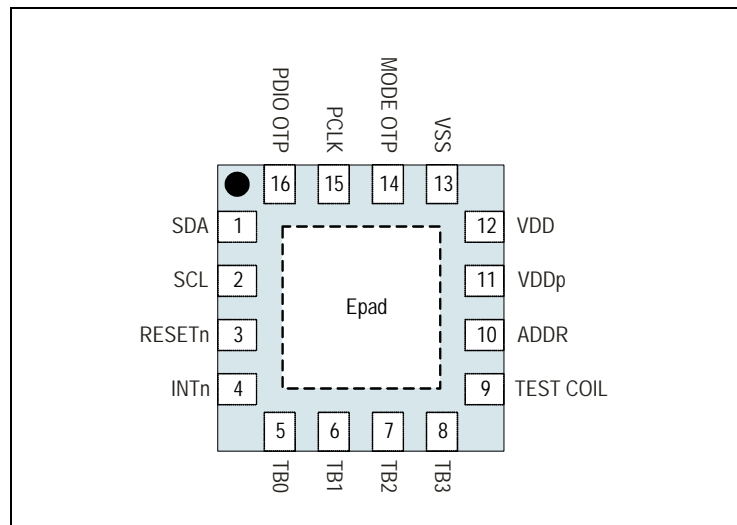 PDIO OTP
PCLK
MODE OTP
VSS
16
15
14
13
SDA
1
12
VDD
SCL
2
11
VDDp
Epad
RESETn
3
10
ADDR
INTn
4
9
TEST COIL
5
6
7
8
TB0
TB1
TB2
TB3